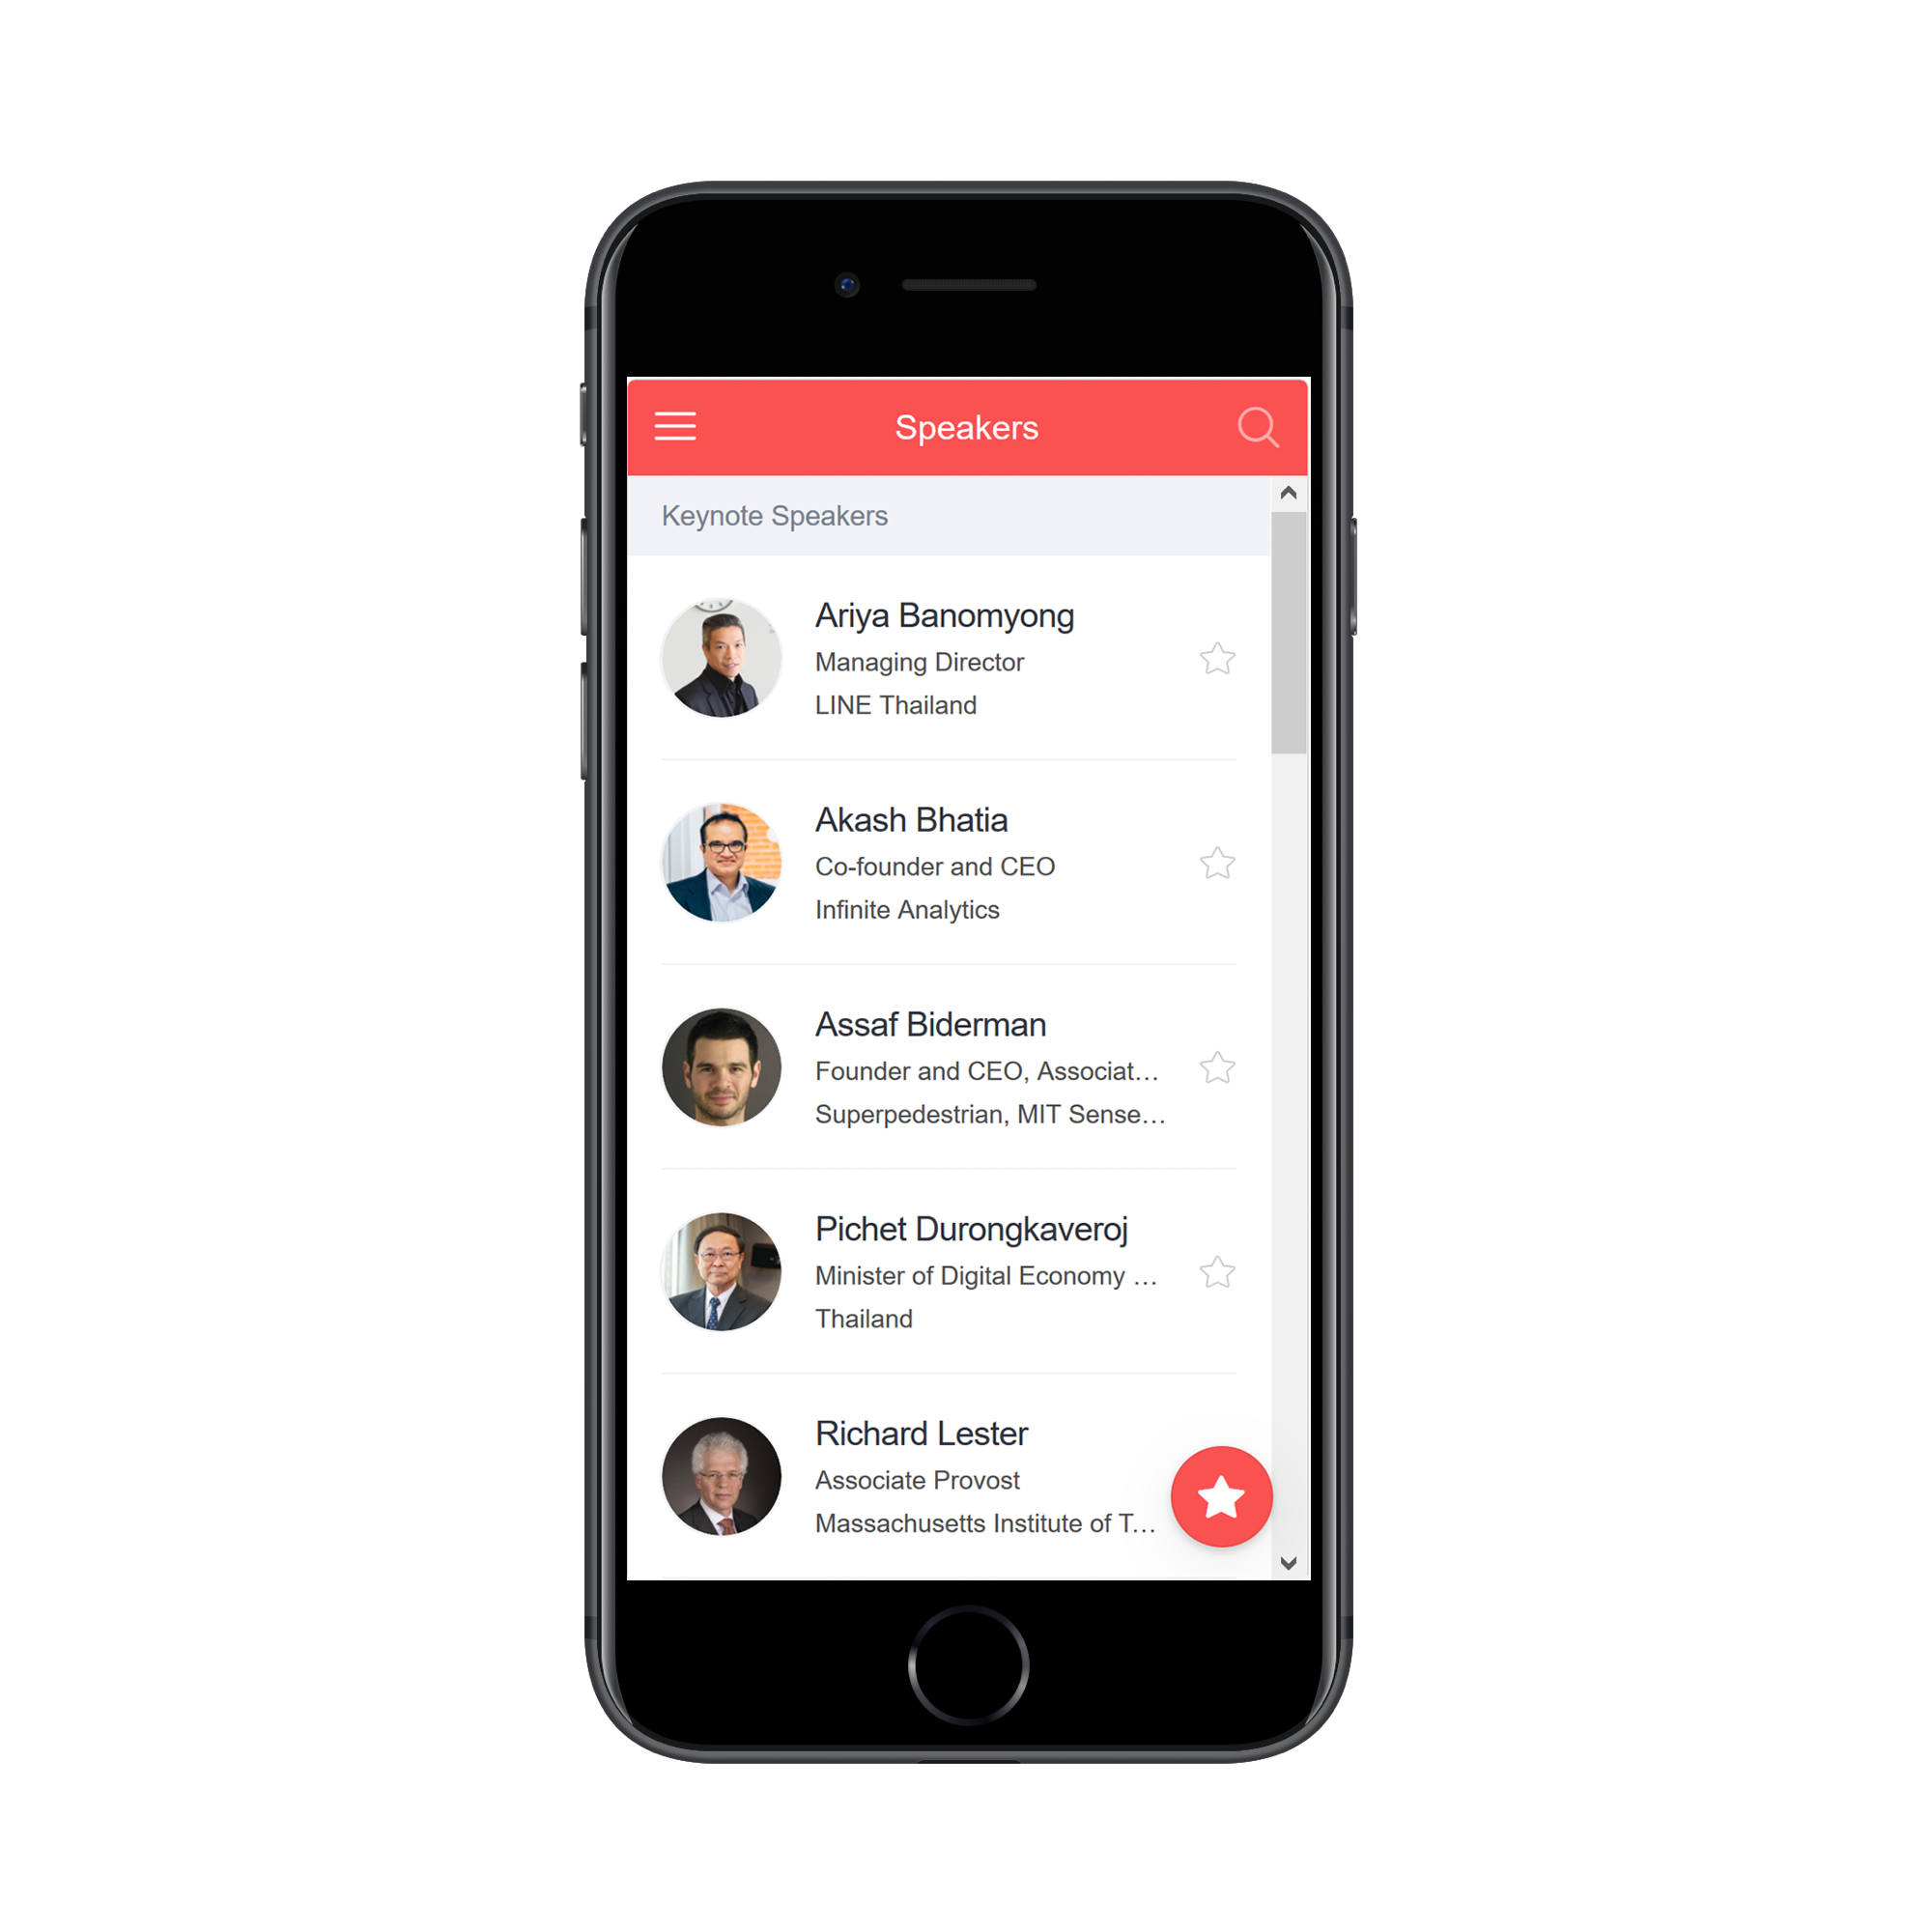 Speakers
Keynote Speakers
Ariya Banomyong
Managing Director
LINE Thailand
Akash Bhatia
Co-founder and CEO
Infinite Analytics
Assaf Biderman
Founder and CEO, Associat...
Superpedestrian, MIT Sense...
Pichet Durongkaveroj
Minister of Digital Economy ...
Thailand
Richard Lester
Associate Provost
Massachusetts Institute of T...